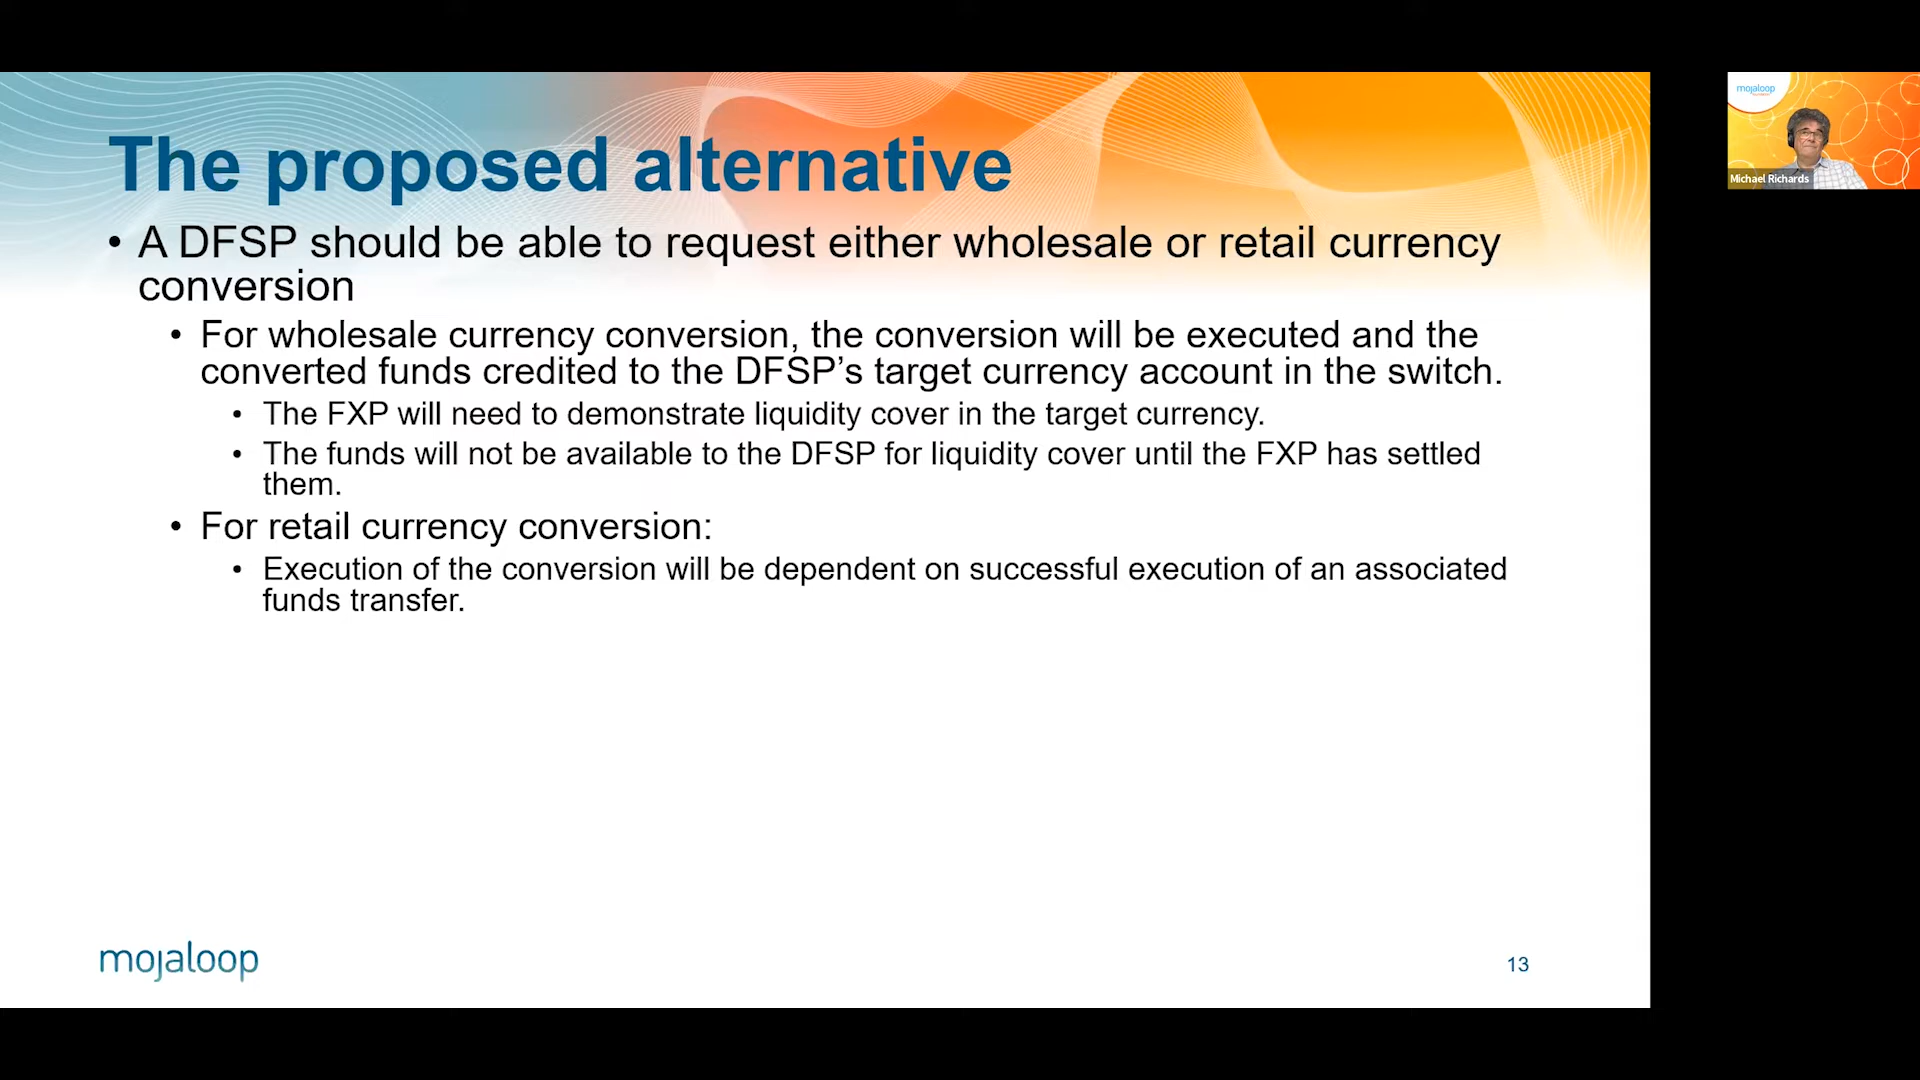 The proposed alternative
• A DFSP should be able to request either wholesale or retail currency
conversion
• For wholesale currency conversion, the conversion will be executed and the
converted funds credited to the DFSP’s target currency account in the switch.
• The FXP will need to demonstrate liquidity cover in the target currency.
• The funds will not be available to the DFSP for liquidity cover until the FXP has settled
them.
• For retail currency conversion:
• Execution of the conversion will be dependent on successful execution of an associated
funds transfer.
mojaloop
13
mojaloop
Michael Richards